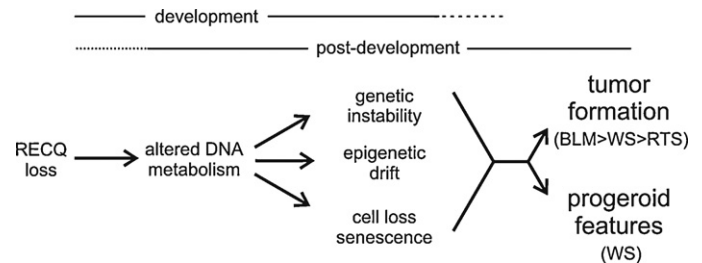 development
post-development
RECQ
loss
altered DNA
metabolism
genetic
instability
epigenetic
drift
cell loss
senescence
tumor
formation
(BLM>WS>RTS)
progeroid
features
(WS)